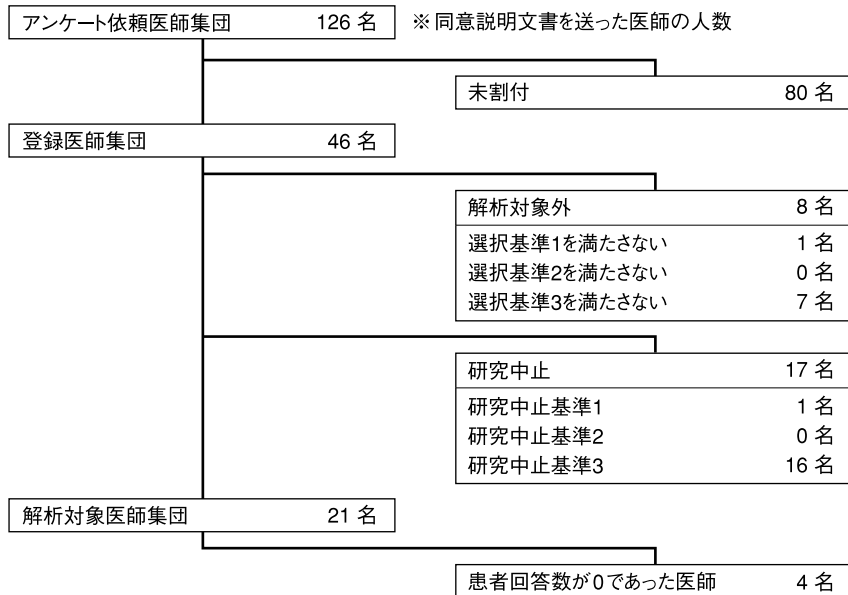 アンケート依頼医師集団 126 名 ※同意説明文書を送った医師の人数
未割付 80 名
登録医師集団 46 名
解析対象外 8 名
選択基準1を満たさない 1 名
選択基準2を満たさない 0 名
選択基準3を満たさない 7 名
研究中止 17 名
研究中止基準1 1 名
研究中止基準2 0 名
研究中止基準3 16 名
解析対象医師集団 21 名
患者回答数が0であった医師 4 名